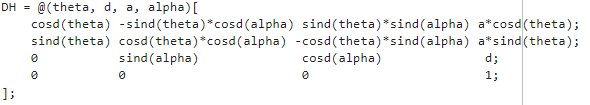 DH = @(theta, d, a, alpha)[
cosd(theta) -sind(theta)*cosd(alpha) sind(theta)*sind(alpha) a*cosd(theta);
sind(theta) cosd(theta)*cosd(alpha) -cosd(theta)*sind(alpha) a*sind(theta);
0 sind(alpha) cosd(alpha) d;
0 0 0 1;
];